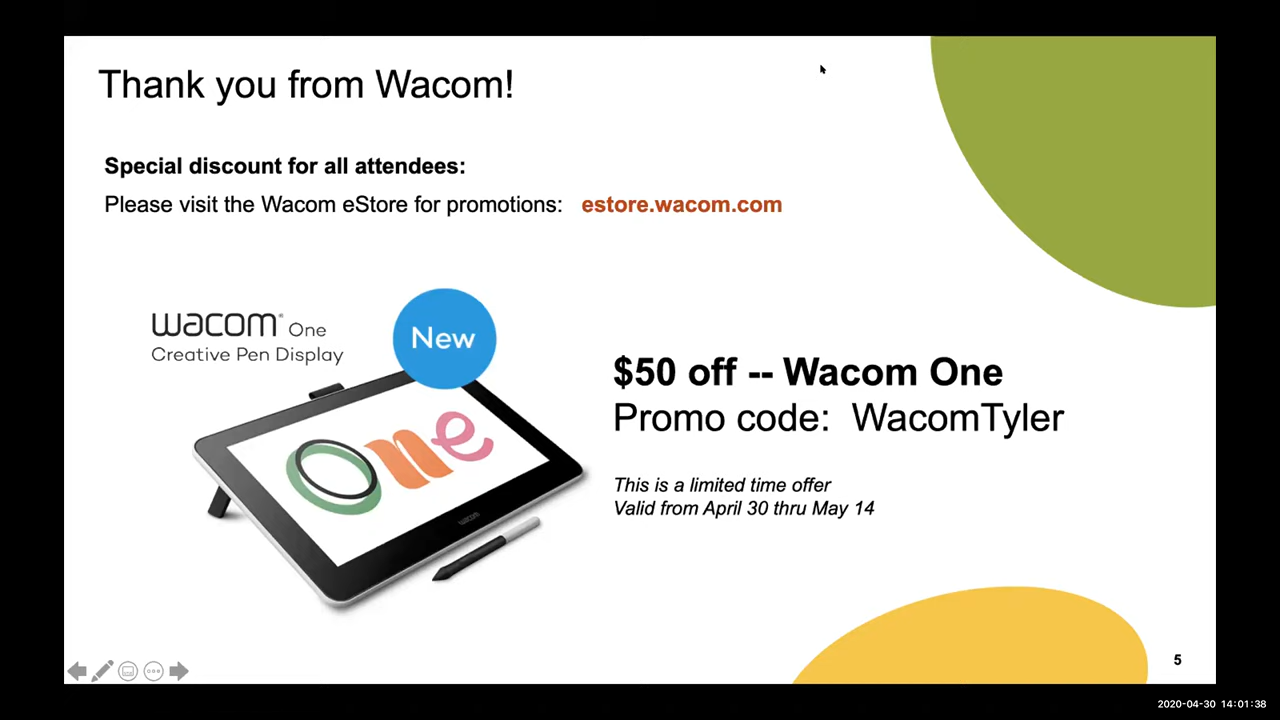 Thank you from Wacom!
Special discount for all attendees:
Please visit the Wacom eStore for promotions: estore.wacom.com
wacom® One
Creative Pen Display
New
One
wacom
$50 off -- Wacom One
Promo code: WacomTyler
This is a limited time offer
Valid from April 30 thru May 14
5
2020-04-30 14:01:38